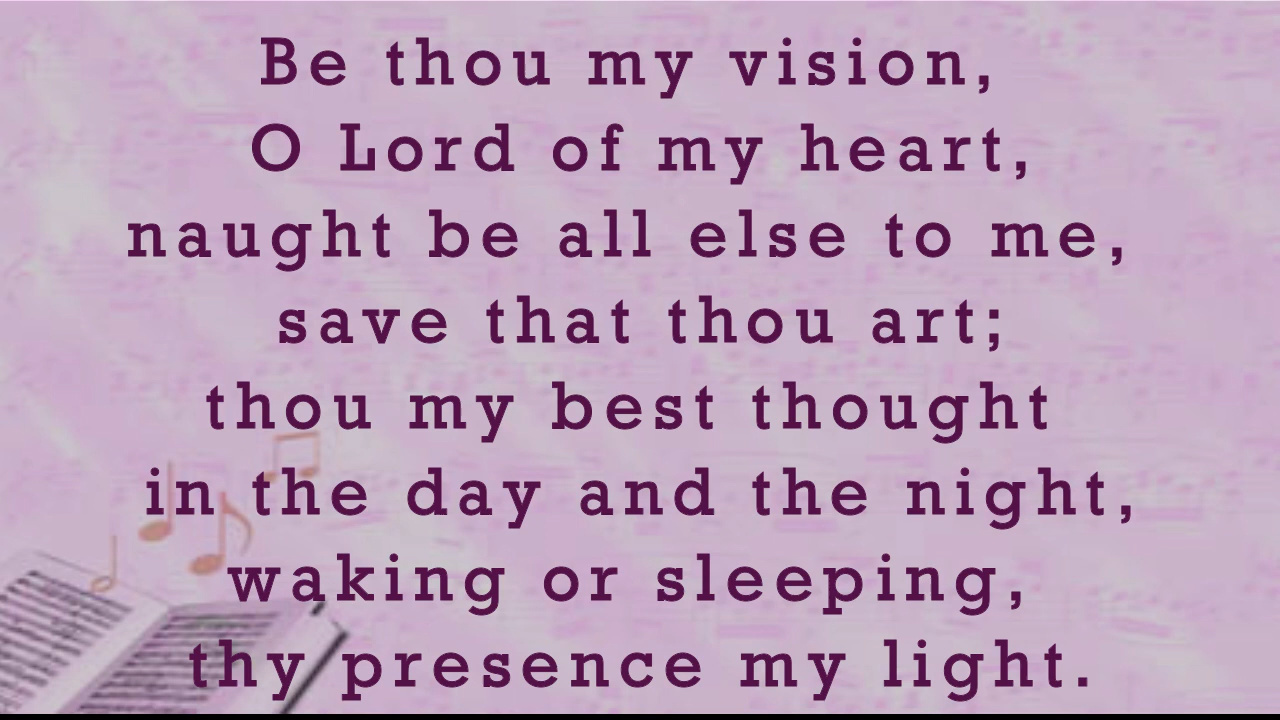 Be thou my vision,
O Lord of my heart,
naught be all else to me,
save that thou art;
thou my best thought
in the day and the night,
waking or sleeping,
thy presence my light.